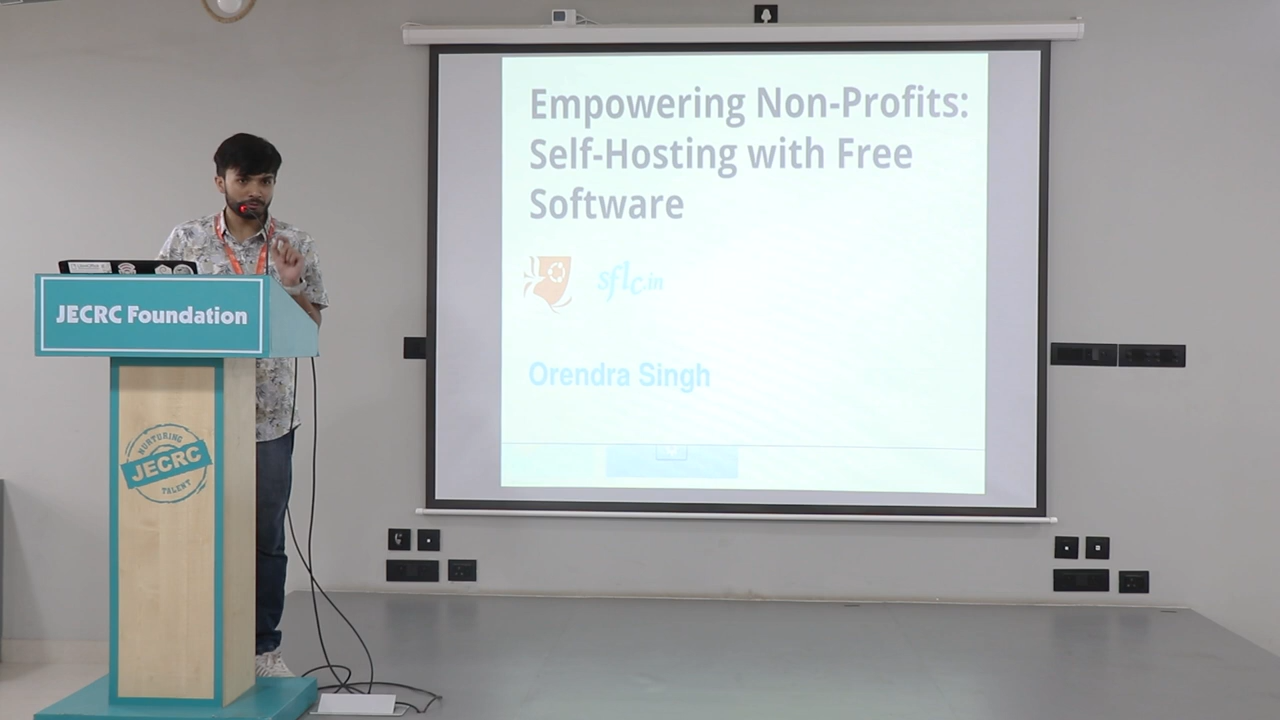 Empowering Non-Profits:
Self-Hosting with Free
Software
sflc.in
Orendra Singh
JECRC Foundation
NURTURING
JECRC
TALENT